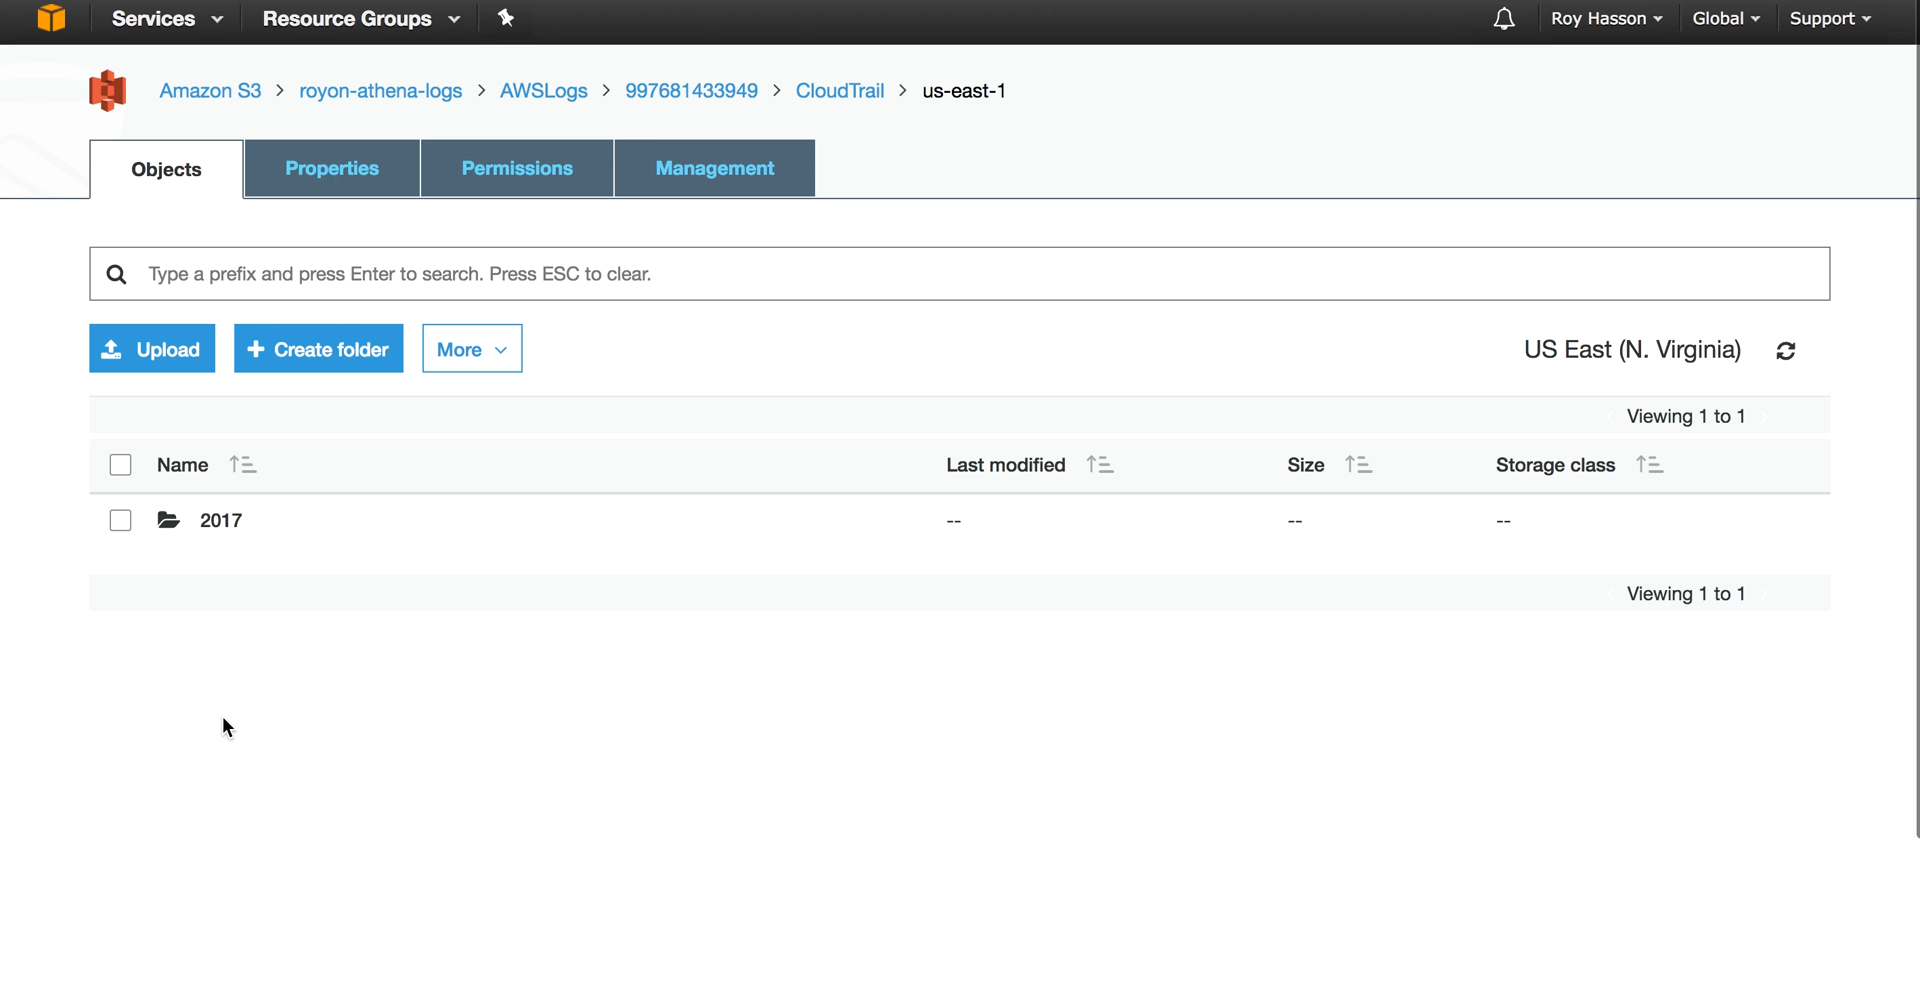 Services Resource Groups Roy Hasson Global Support
Amazon S3 > royon-athena-logs > AWSLogs > 997681433949 > CloudTrail > us-east-1
Objects Properties Permissions Management
Type a prefix and press Enter to search. Press ESC to clear.
Upload + Create folder More US East (N. Virginia)
Viewing 1 to 1
Name Last modified Size Storage class
2017 -- -- --
Viewing 1 to 1